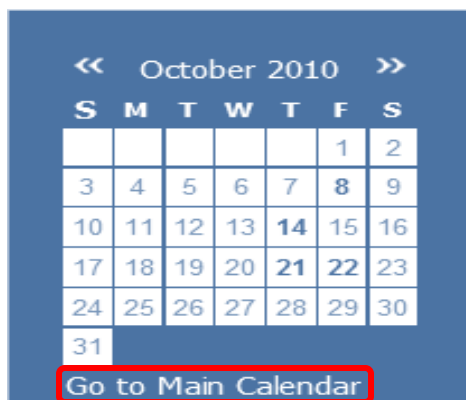 « October 2010 »
S M T W T F S
1 2
3 4 5 6 7 8 9
10 11 12 13 14 15 16
17 18 19 20 21 22 23
24 25 26 27 28 29 30
31
Go to Main Calendar